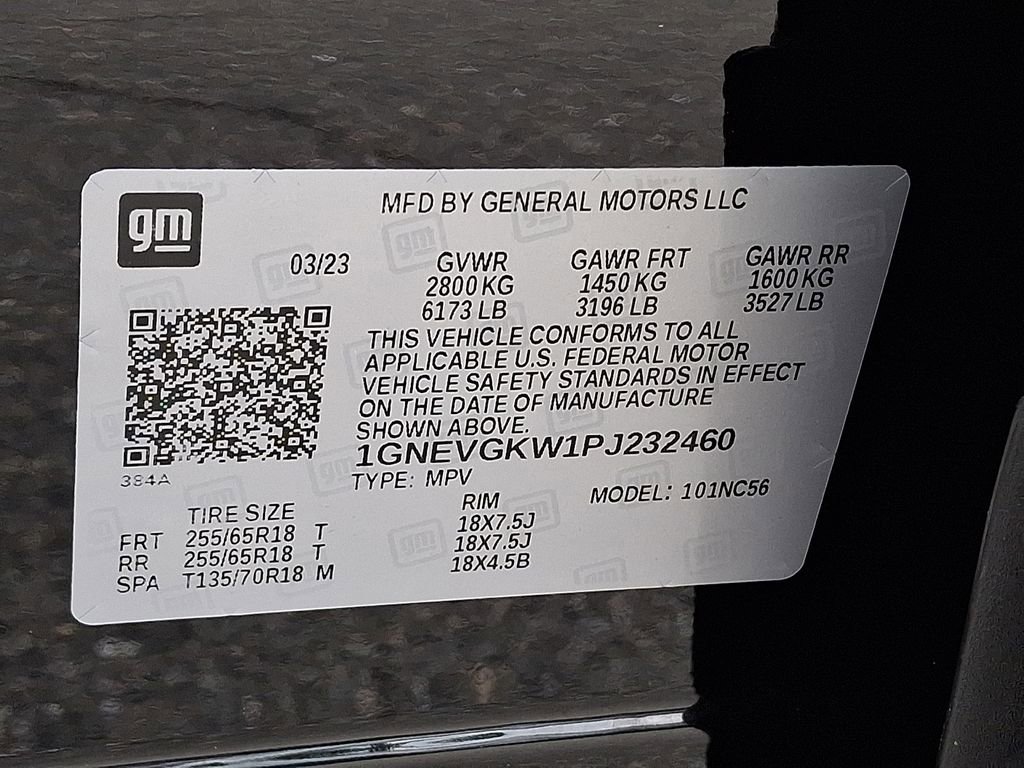 gm
MFD BY GENERAL MOTORS LLC
03/23 GVWR GAWR FRT GAWR RR
2800 KG 1450 KG 1600 KG
6173 LB 3196 LB 3527 LB
THIS VEHICLE CONFORMS TO ALL
APPLICABLE U.S. FEDERAL MOTOR
VEHICLE SAFETY STANDARDS IN EFFECT
ON THE DATE OF MANUFACTURE
SHOWN ABOVE.
1GNEVGKW1PJ232460
384A
TYPE: MPV MODEL: 101NC56
TIRE SIZE RIM
FRT 255/65R18 T 18X7.5J
RR 255/65R18 T 18X7.5J
SPA T135/70R18 M 18X4.5B